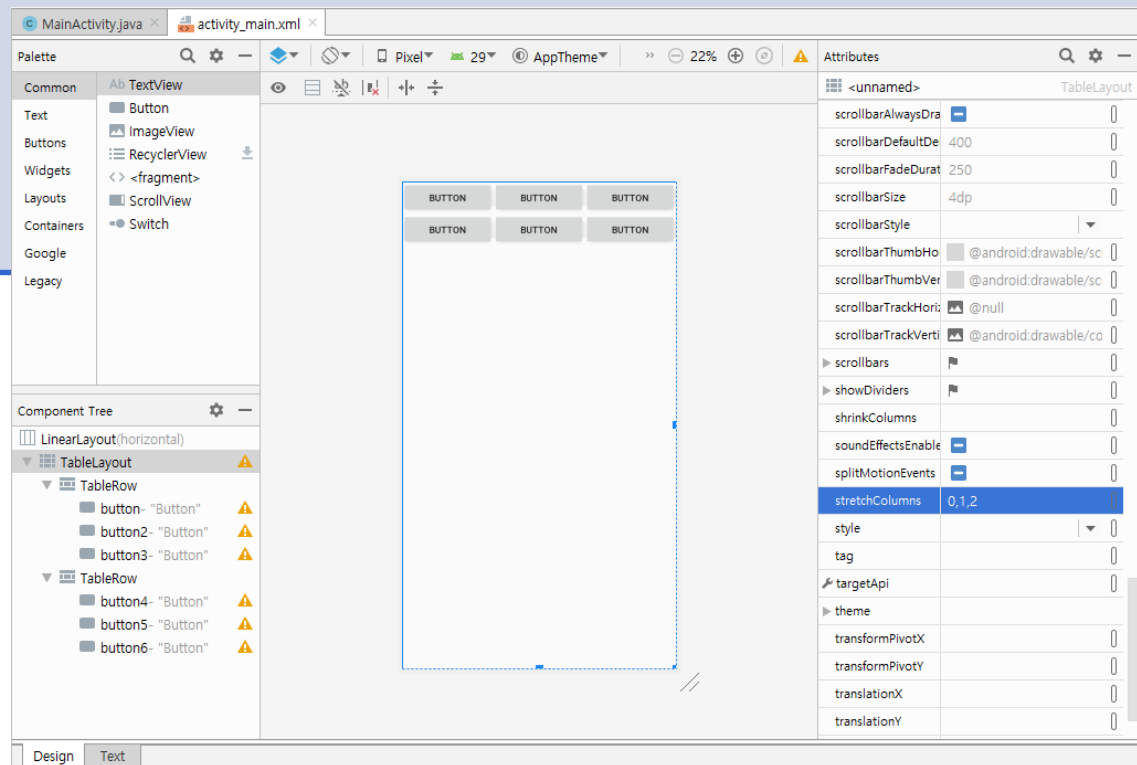 MainActivity.java
activity_main.xml
Palette
Pixel
29
AppTheme
22%
Attributes
Common
Text
Buttons
Widgets
Layouts
Containers
Google
Legacy
Ab TextView
Button
ImageView
RecyclerView
<fragment>
ScrollView
Switch
BUTTON BUTTON BUTTON
BUTTON BUTTON BUTTON
Component Tree
LinearLayout(horizontal)
TableLayout
TableRow
button- "Button"
button2- "Button"
button3- "Button"
TableRow
button4- "Button"
button5- "Button"
button6- "Button"
<unnamed> TableLayout
scrollbarAlwaysDra
scrollbarDefaultDe 400
scrollbarFadeDurat 250
scrollbarSize 4dp
scrollbarStyle
scrollbarThumbHo @android:drawable/sc
scrollbarThumbVer @android:drawable/sc
scrollbarTrackHoriz @null
scrollbarTrackVerti @android:drawable/co
scrollbars
showDividers
shrinkColumns
soundEffectsEnable
splitMotionEvents
stretchColumns 0,1,2
style
tag
targetApi
theme
transformPivotX
transformPivotY
translationX
translationY
Design Text